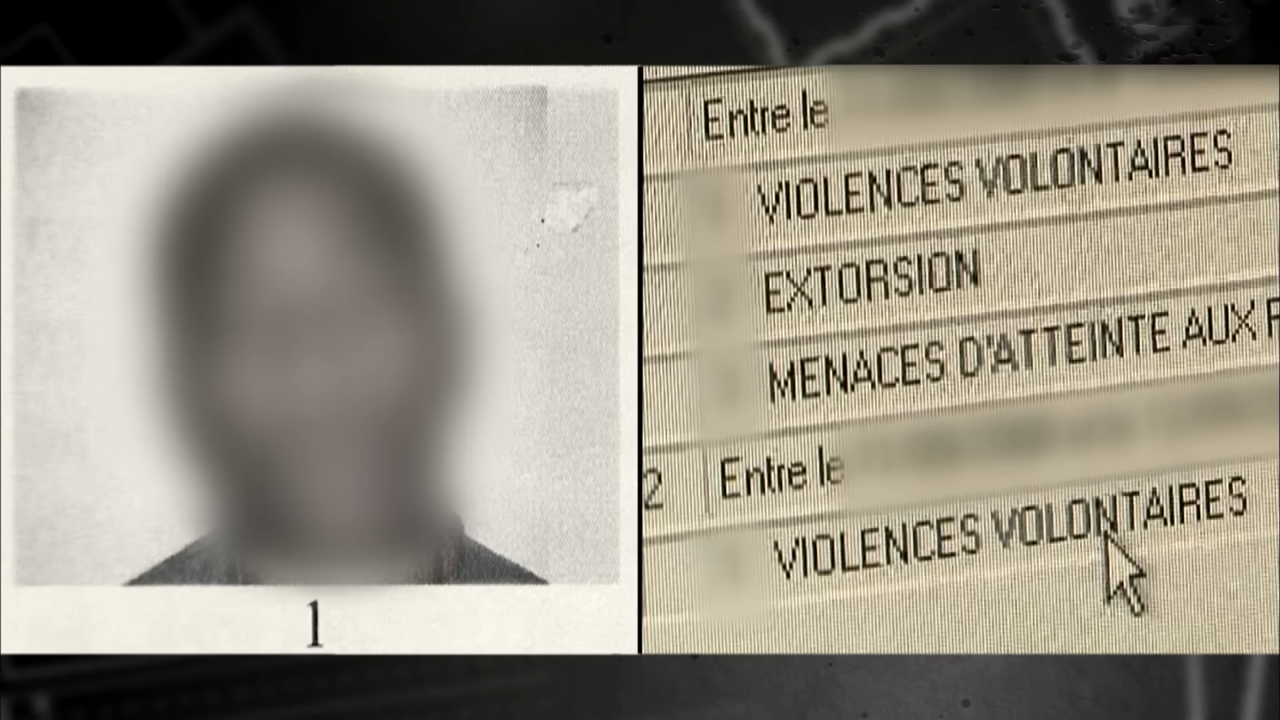 1
Entre le
VIOLENCES VOLONTAIRES
EXTORSION
MENACES D'ATTEINTE AUX
2 Entre le
VIOLENCES VOLONTAIRES